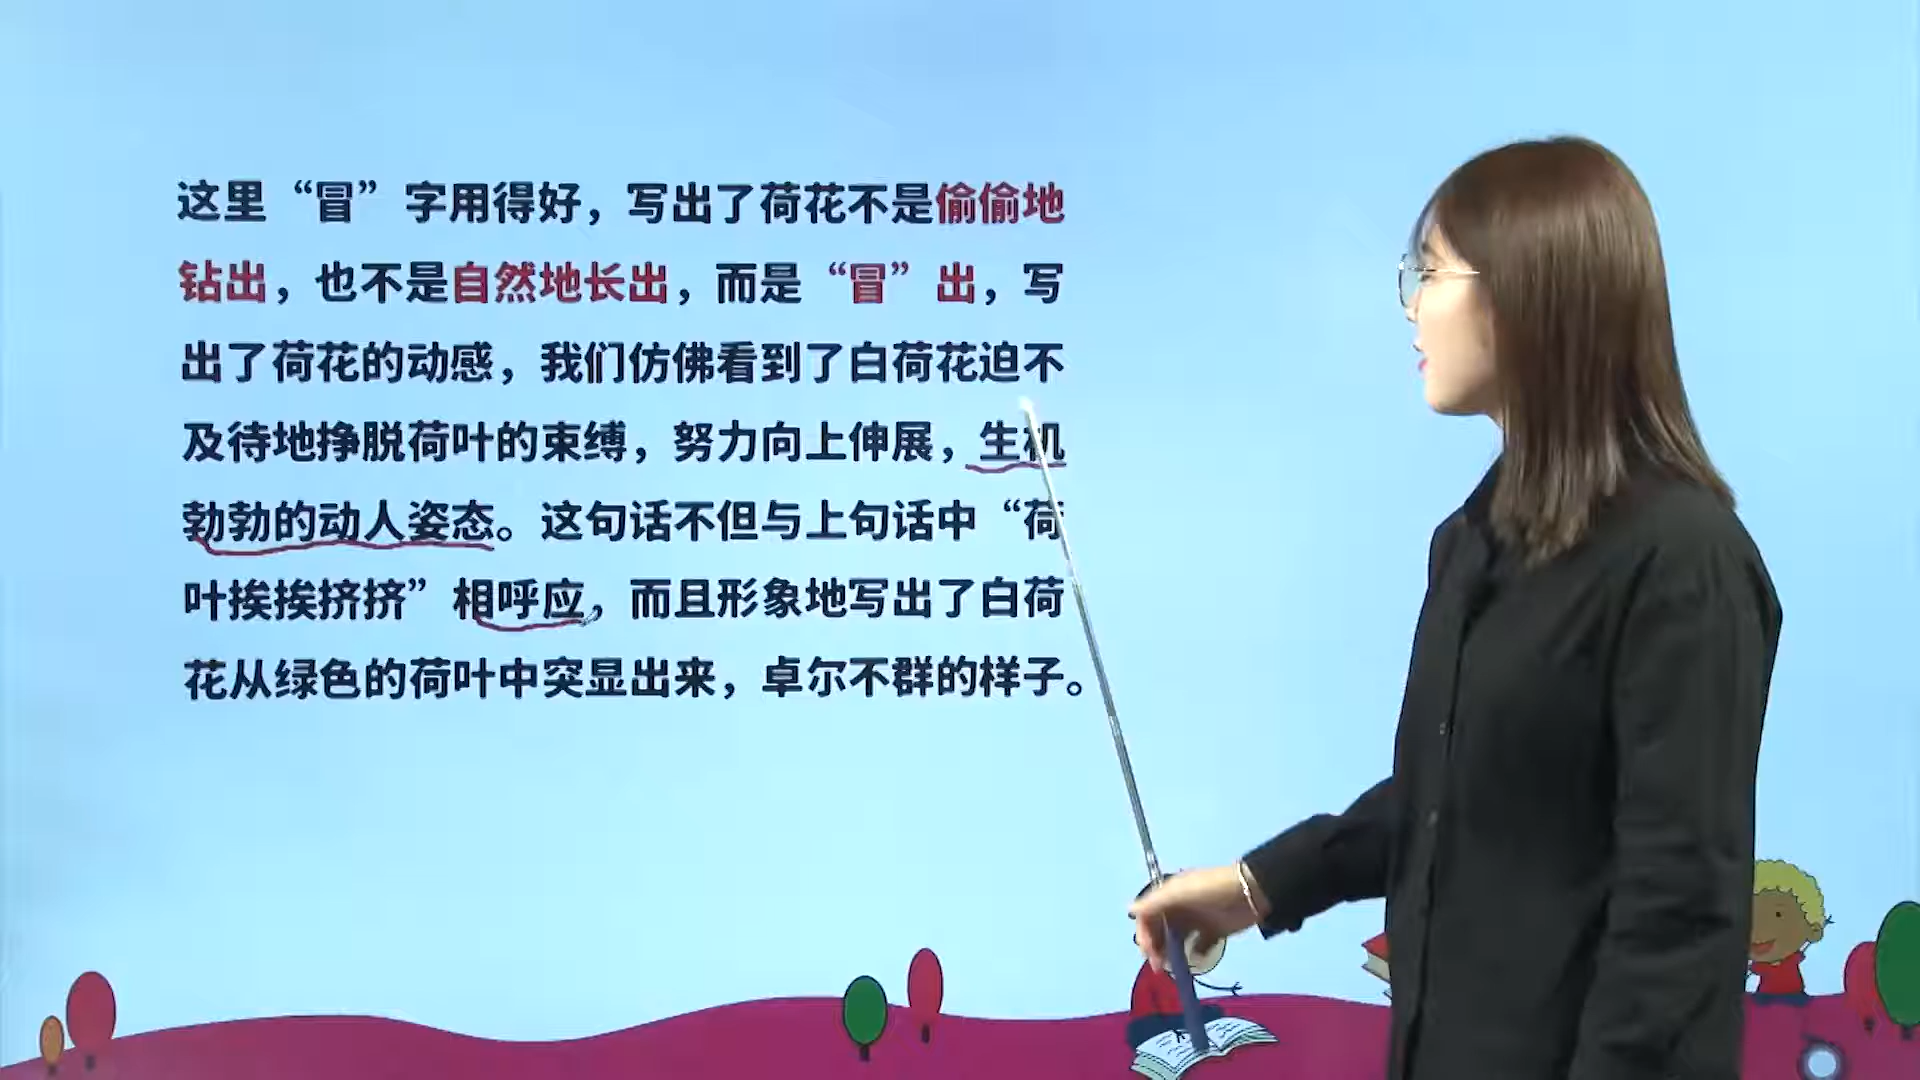 这里“冒”字用得好，写出了荷花不是偷偷地
钻出，也不是自然地长出，而是“冒”出，写
出了荷花的动感，我们仿佛看到了白荷花迫不
及待地挣脱荷叶的束缚，努力向上伸展，生机
勃勃的动人姿态。这句话不但与上句话中“荷
叶挨挨挤挤”相呼应，而且形象地写出了白荷
花从绿色的荷叶中突显出来，卓尔不群的样子。